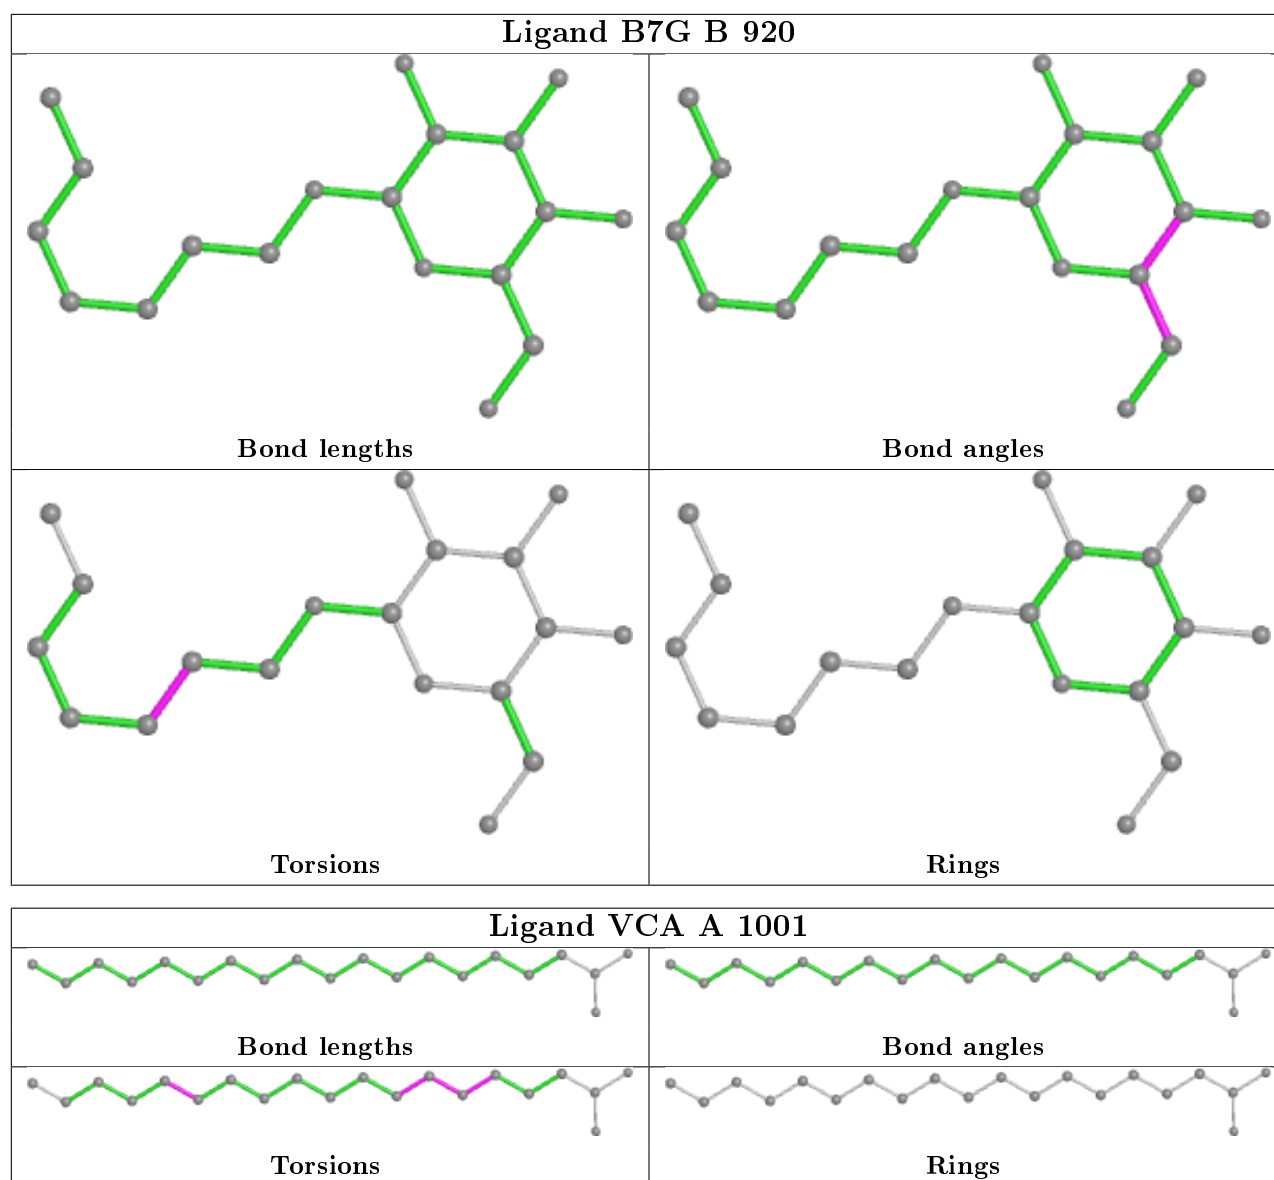 Ligand B7G B 920
Bond lengths
Bond angles
Torsions
Rings
Ligand VCA A 1001
Bond lengths
Bond angles
Torsions
Rings